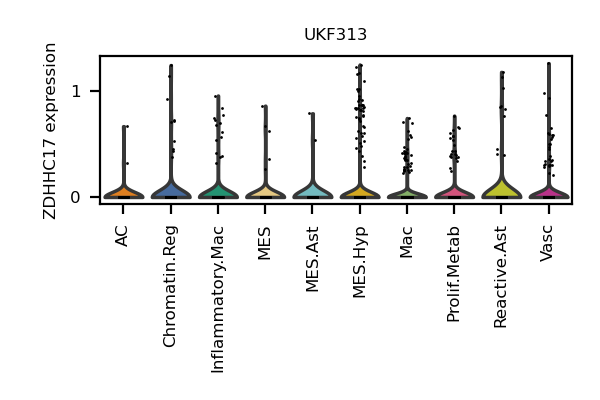 UKF313
ZDHHC17 expression
1
0
AC
Chromatin.Reg
Inflammatory.Mac
MES
MES.Ast
MES.Hyp
Mac
Prolif.Metab
Reactive.Ast
Vasc